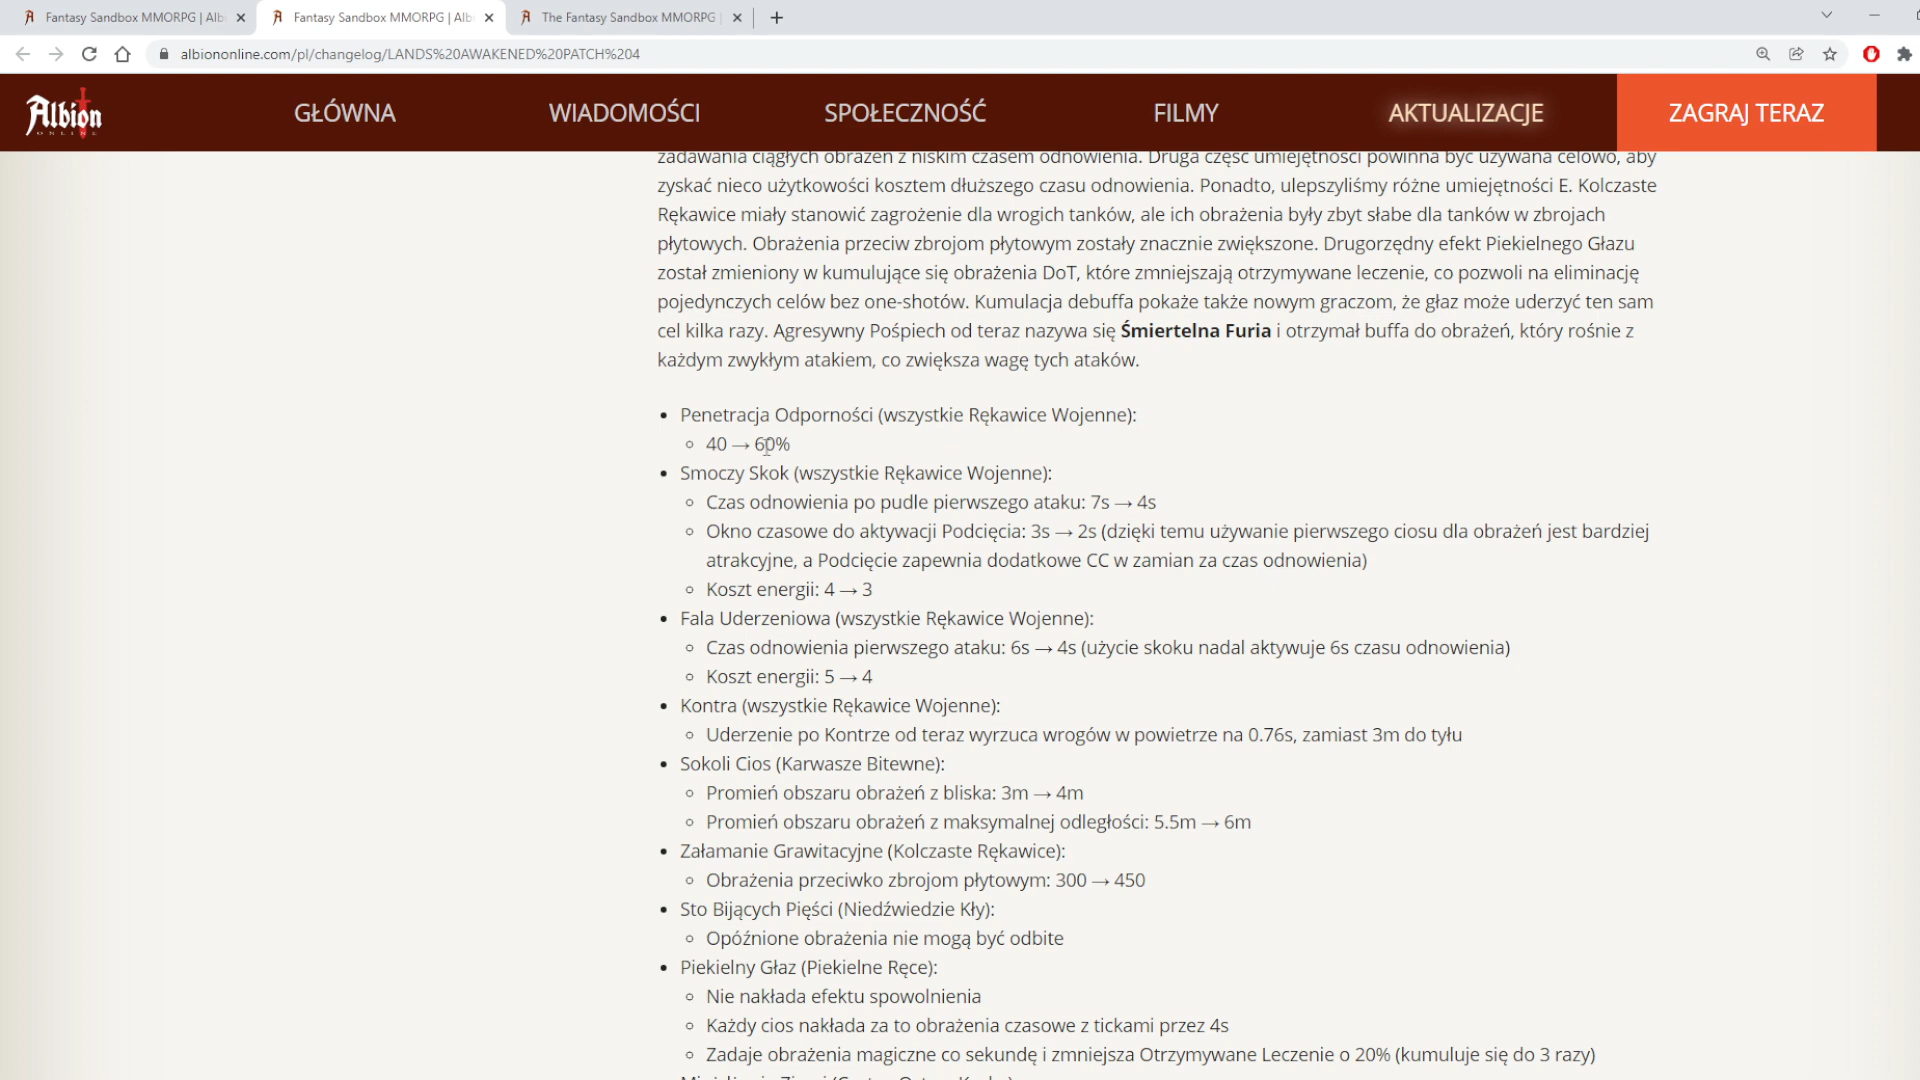 Fantasy Sandbox MMORPG | Alb
Fantasy Sandbox MMORPG | Alb
The Fantasy Sandbox MMORPG |
albiononline.com/pl/changelog/LANDS%20AWAKENED%20PATCH%204
Albion
ONLINE
GŁÓWNA
WIADOMOŚCI
SPOŁECZNOŚĆ
FILMY
AKTUALIZACJE
ZAGRAJ TERAZ
zadawania ciągłych obrażeń z niskim czasem odnowienia. Druga część umiejętności powinna być używana celowo, aby
zyskać nieco użytkowości kosztem dłuższego czasu odnowienia. Ponadto, ulepszyliśmy różne umiejętności E. Kolczaste
Rękawice miały stanowić zagrożenie dla wrogich tanków, ale ich obrażenia były zbyt słabe dla tanków w zbrojach
płytowych. Obrażenia przeciw zbrojom płytowym zostały znacznie zwiększone. Drugorzędny efekt Piekielnego Głazu
został zmieniony w kumulujące się obrażenia DoT, które zmniejszają otrzymywane leczenie, co pozwoli na eliminację
pojedynczych celów bez one-shotów. Kumulacja debuffa pokaże także nowym graczom, że głaz może uderzyć ten sam
cel kilka razy. Agresywny Pośpiech od teraz nazywa się Śmiertelna Furia i otrzymał buffa do obrażeń, który rośnie z
każdym zwykłym atakiem, co zwiększa wagę tych ataków.
• Penetracja Odporności (wszystkie Rękawice Wojenne):
○ 40 → 60%
• Smoczy Skok (wszystkie Rękawice Wojenne):
○ Czas odnowienia po pudle pierwszego ataku: 7s → 4s
○ Okno czasowe do aktywacji Podcięcia: 3s → 2s (dzięki temu używanie pierwszego ciosu dla obrażeń jest bardziej
atrakcyjne, a Podcięcie zapewnia dodatkowe CC w zamian za czas odnowienia)
○ Koszt energii: 4 → 3
• Fala Uderzeniowa (wszystkie Rękawice Wojenne):
○ Czas odnowienia pierwszego ataku: 6s → 4s (użycie skoku nadal aktywuje 6s czasu odnowienia)
○ Koszt energii: 5 → 4
• Kontra (wszystkie Rękawice Wojenne):
○ Uderzenie po Kontrze od teraz wyrzuca wrogów w powietrze na 0.76s, zamiast 3m do tyłu
• Sokoli Cios (Karwasze Bitewne):
○ Promień obszaru obrażeń z bliska: 3m → 4m
○ Promień obszaru obrażeń z maksymalnej odległości: 5.5m → 6m
• Załamanie Grawitacyjne (Kolczaste Rękawice):
○ Obrażenia przeciwko zbrojom płytowym: 300 → 450
• Sto Bijących Pięści (Niedźwiedzie Kły):
○ Opóźnione obrażenia nie mogą być odbite
• Piekielny Głaz (Piekielne Ręce):
○ Nie nakłada efektu spowolnienia
○ Każdy cios nakłada za to obrażenia czasowe z tickami przez 4s
○ Zadaje obrażenia magiczne co sekundę i zmniejsza Otrzymywane Leczenie o 20% (kumuluje się do 3 razy)